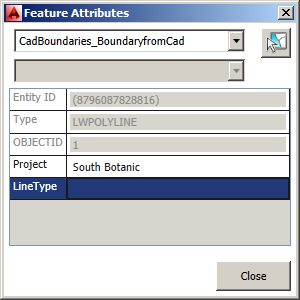 Feature Attributes
CadBoundaries_BoundaryfromCad
Entity ID (8796087828816)
Type LWPOLYLINE
OBJECTID 1
Project South Botanic
LineType
Close